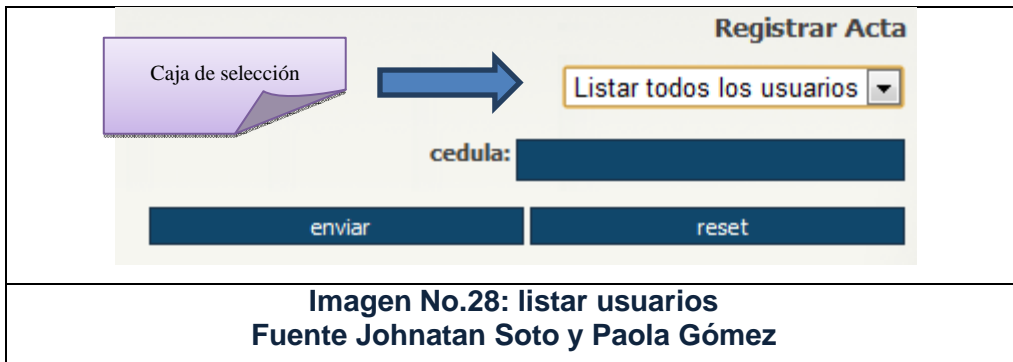 Registrar Acta
Caja de selección
Listar todos los usuarios
cedula:
enviar reset
Imagen No.28: listar usuarios
Fuente Johnatan Soto y Paola Gómez